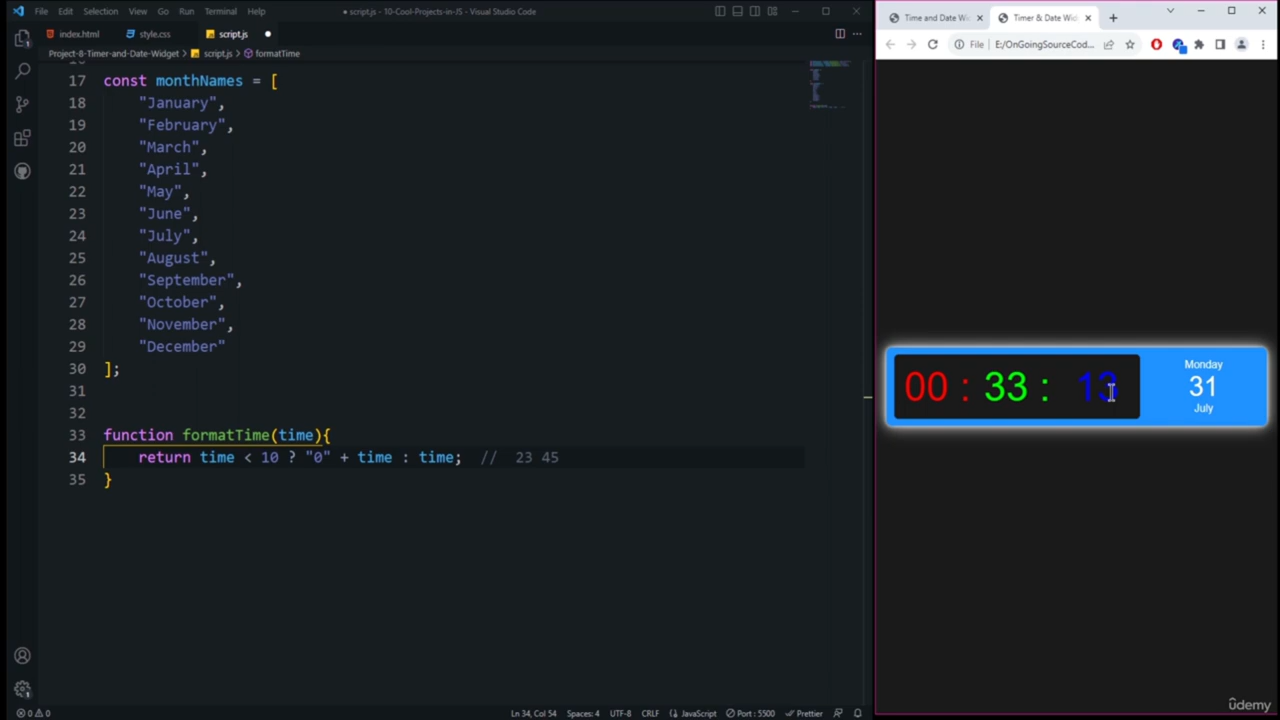 File Edit Selection View Go Run Terminal Help
● script.js - 10-Cool-Projects-in-JS - Visual Studio Code
index.html style.css script.js ●
Project-8-Timer-and-Date-Widget > script.js > formatTime
17 const monthNames = [
18 "January",
19 "February",
20 "March",
21 "April",
22 "May",
23 "June",
24 "July",
25 "August",
26 "September",
27 "October",
28 "November",
29 "December"
30 ];
31
32
33 function formatTime(time){
34 return time < 10 ? "0" + time : time; // 23 45
35 }
0 0 Ln 34, Col 54 Spaces: 4 UTF-8 CRLF JavaScript Port : 5500 Prettier
Time and Date Wi
Timer & Date Wid
File | E:/OnGoingSourceCod...
00 : 33 : 13
Monday
31
July
ûdemy